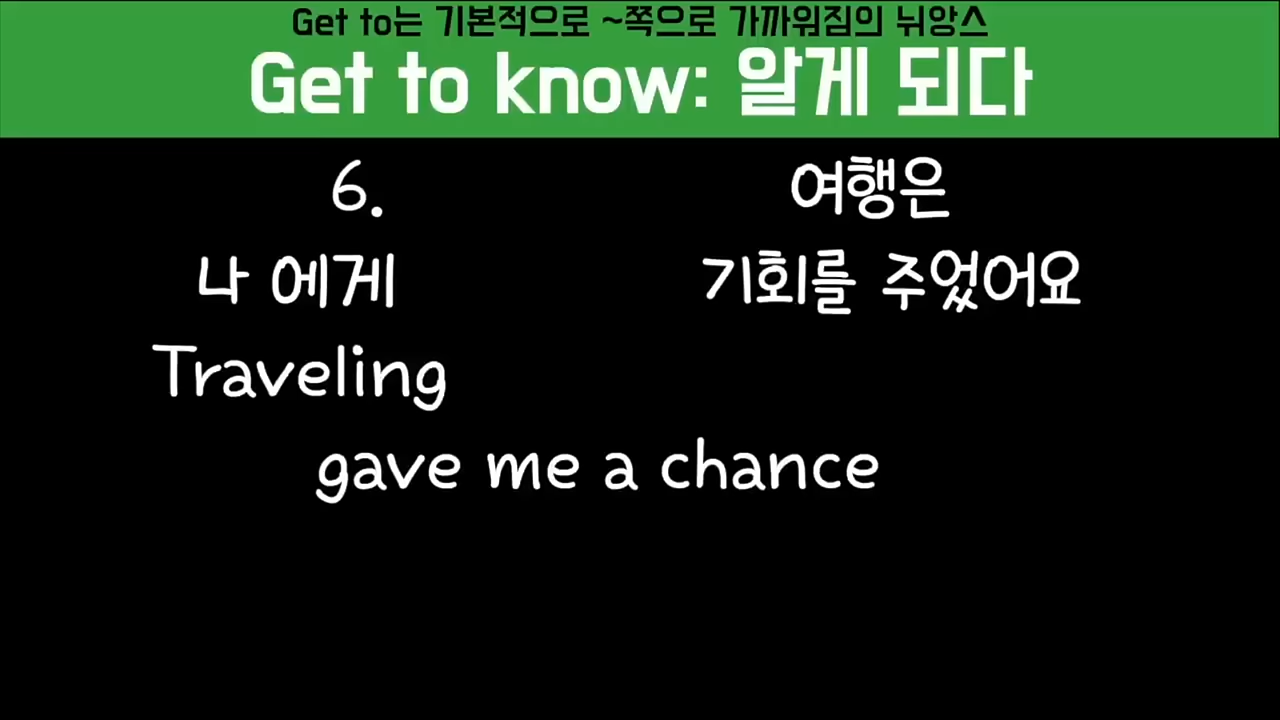 Get to는 기본적으로 ~쪽으로 가까워짐의 뉘앙스
Get to know: 알게 되다
6. 여행은
나 에게 기회를 주었어요
Traveling
gave me a chance